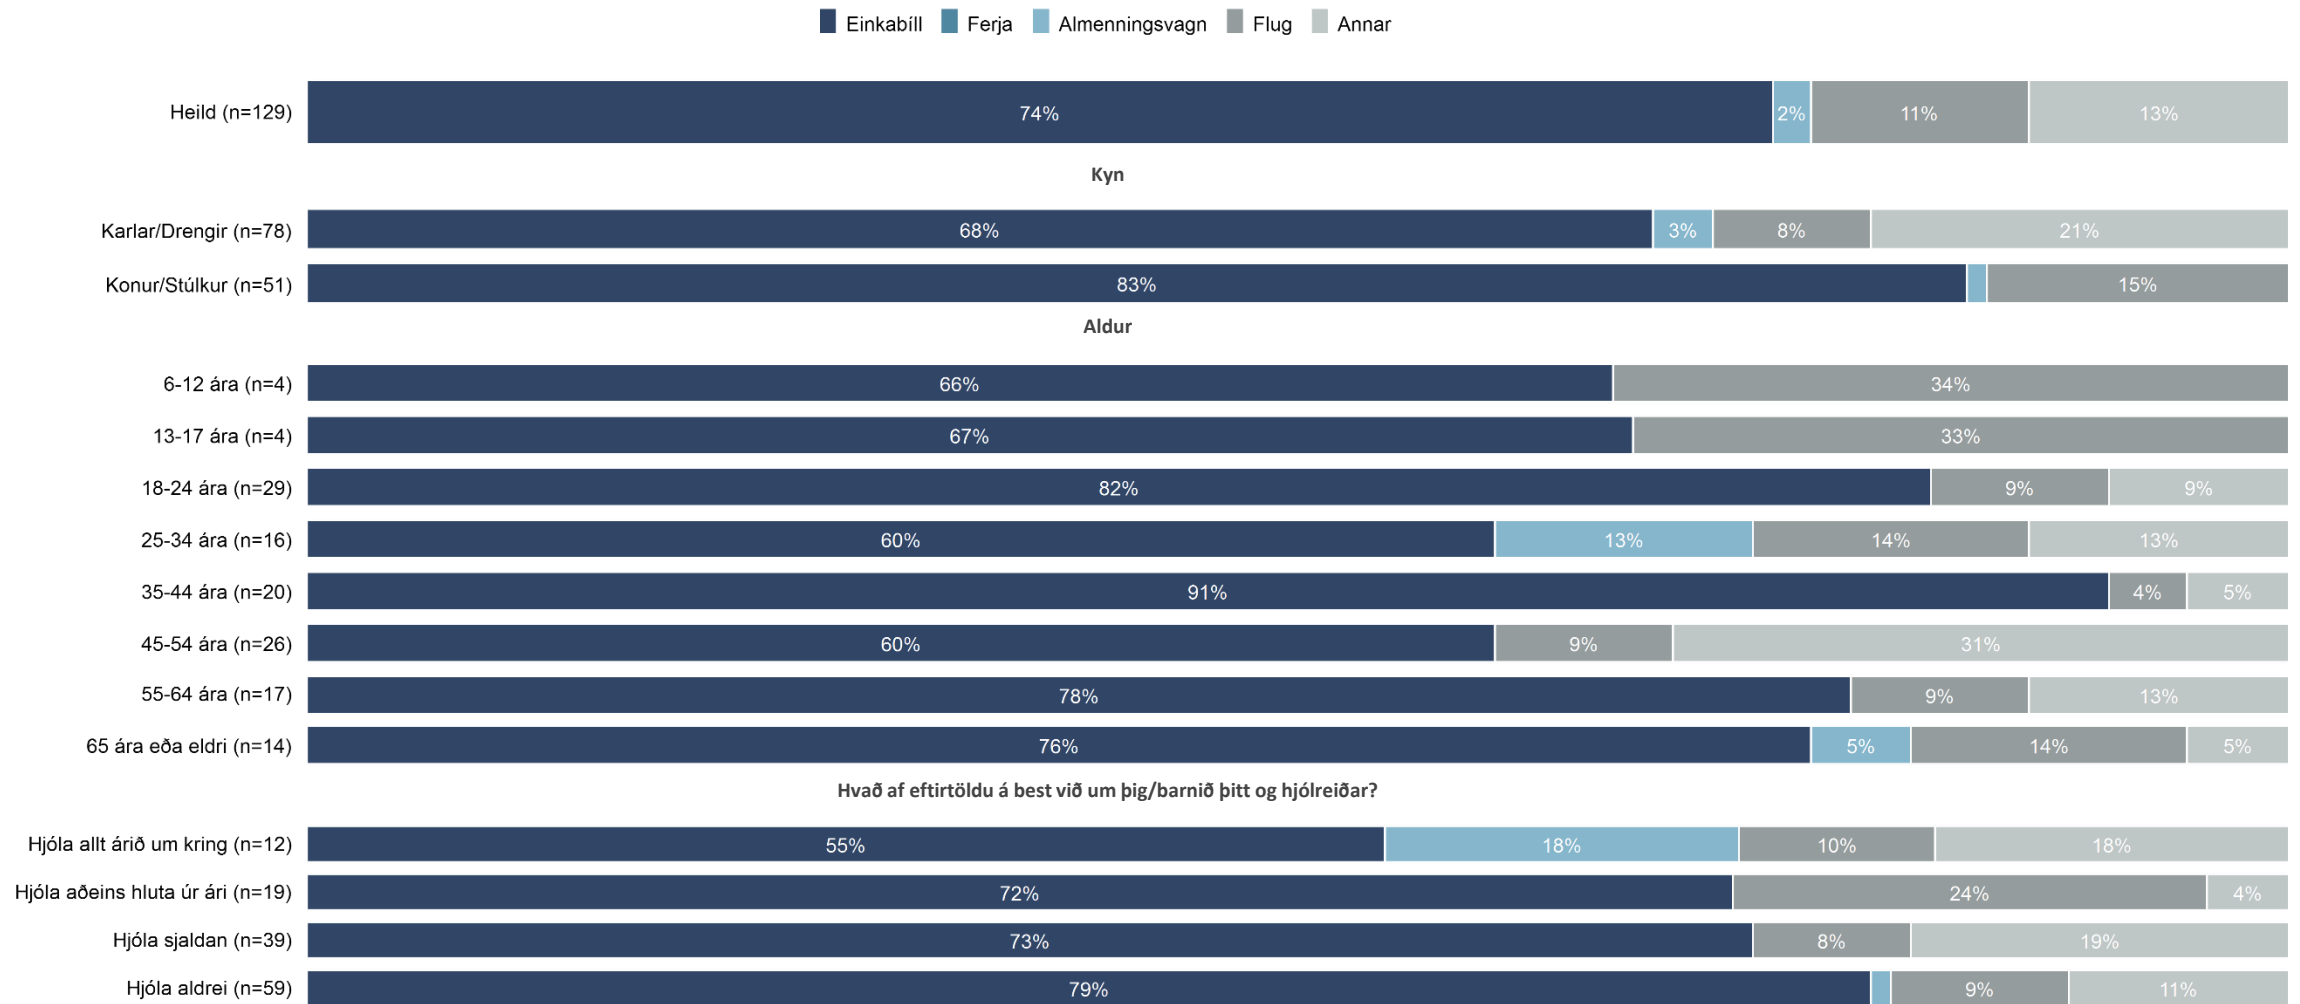 Einkabíll Ferja Almenningsvagn Flug Annar
Heild (n=129) 74% 2% 11% 13%
Kyn
Karlar/Drengir (n=78) 68% 3% 8% 21%
Konur/Stúlkur (n=51) 83% 15%
Aldur
6-12 ára (n=4) 66% 34%
13-17 ára (n=4) 67% 33%
18-24 ára (n=29) 82% 9% 9%
25-34 ára (n=16) 60% 13% 14% 13%
35-44 ára (n=20) 91% 4% 5%
45-54 ára (n=26) 60% 9% 31%
55-64 ára (n=17) 78% 9% 13%
65 ára eða eldri (n=14) 76% 5% 14% 5%
Hvað af eftirtöldu á best við um þig/barnið þitt og hjólreiðar?
Hjóla allt árið um kring (n=12) 55% 18% 10% 18%
Hjóla aðeins hluta úr ári (n=19) 72% 24% 4%
Hjóla sjaldan (n=39) 73% 8% 19%
Hjóla aldrei (n=59) 79% 9% 11%